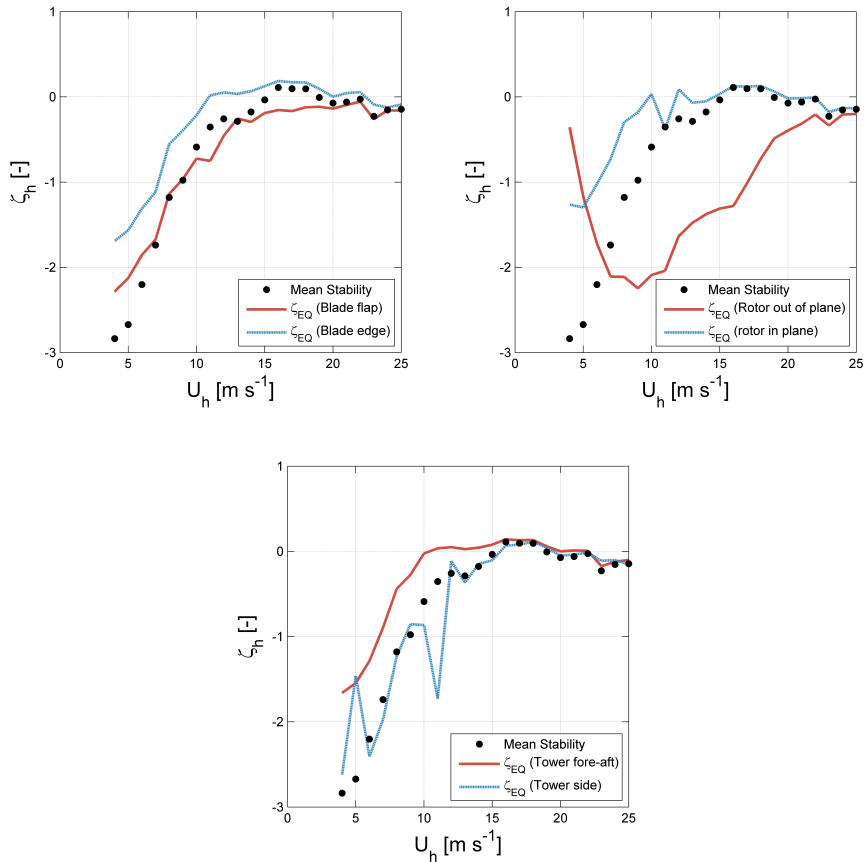 1
0
-1
-2
-3
ζh [-]
0 5 10 15 20 25
Uh [m s-1]
Mean Stability
ζEQ (Blade flap)
ζEQ (Blade edge)
1
0
-1
-2
-3
ζh [-]
0 5 10 15 20 25
Uh [m s-1]
Mean Stability
ζEQ (Rotor out of plane)
ζEQ (rotor in plane)
1
0
-1
-2
-3
ζh [-]
0 5 10 15 20 25
Uh [m s-1]
Mean Stability
ζEQ (Tower fore-aft)
ζEQ (Tower side)